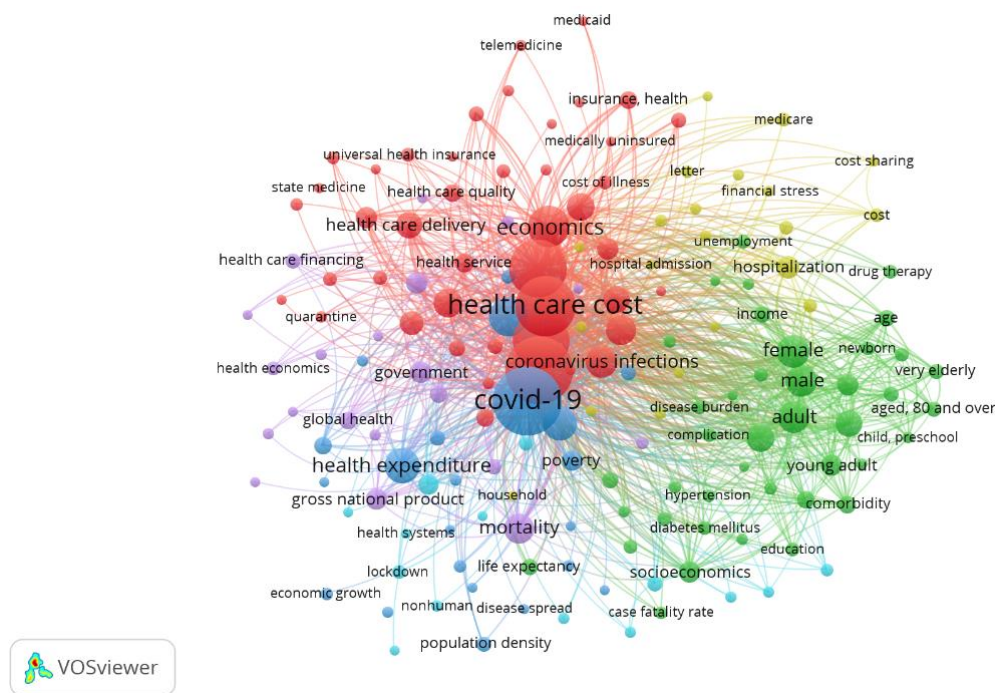 medicaid
telemedicine
insurance, health
medicare
medically uninsured
universal health insurance
cost sharing
letter
cost of illness
state medicine
health care quality
financial stress
cost
health care delivery
economics
unemployment
health care financing
health service
hospital admission
hospitalization
drug therapy
health care cost
quarantine
income
age
female
newborn
coronavirus infections
health economics
government
very elderly
male
covid-19
disease burden
aged, 80 and over
adult
global health
complication
child, preschool
poverty
health expenditure
young adult
household
hypertension
gross national product
comorbidity
mortality
diabetes mellitus
health systems
education
life expectancy
lockdown
socioeconomics
economic growth
nonhuman
disease spread
case fatality rate
population density
VOSviewer